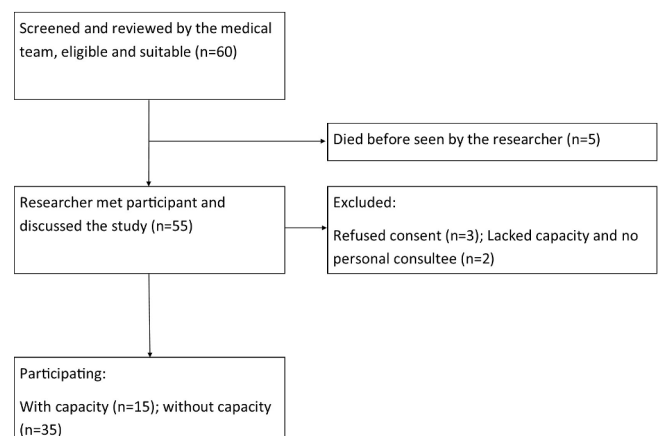 Screened and reviewed by the medical
team, eligible and suitable (n=60)
Died before seen by the researcher (n=5)
Researcher met participant and
discussed the study (n=55)
Excluded:
Refused consent (n=3); Lacked capacity and no
personal consultee (n=2)
Participating:
With capacity (n=15); without capacity
(n=35)